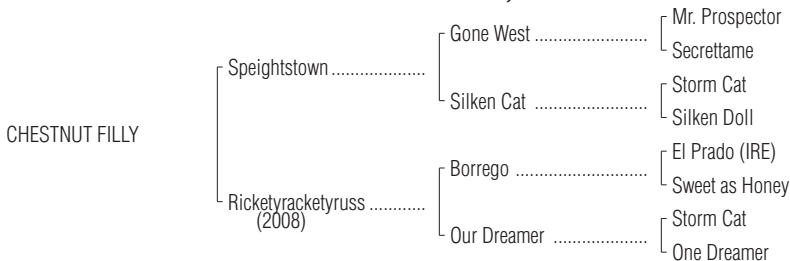 Mr. Prospector
Gone West ........................
Secrettame
Speightstown ....................
Storm Cat
Silken Cat ........................
Silken Doll
CHESTNUT FILLY
El Prado (IRE)
Borrego ............................
Sweet as Honey
Ricketyracketyruss ............
(2008)
Storm Cat
Our Dreamer ....................
One Dreamer